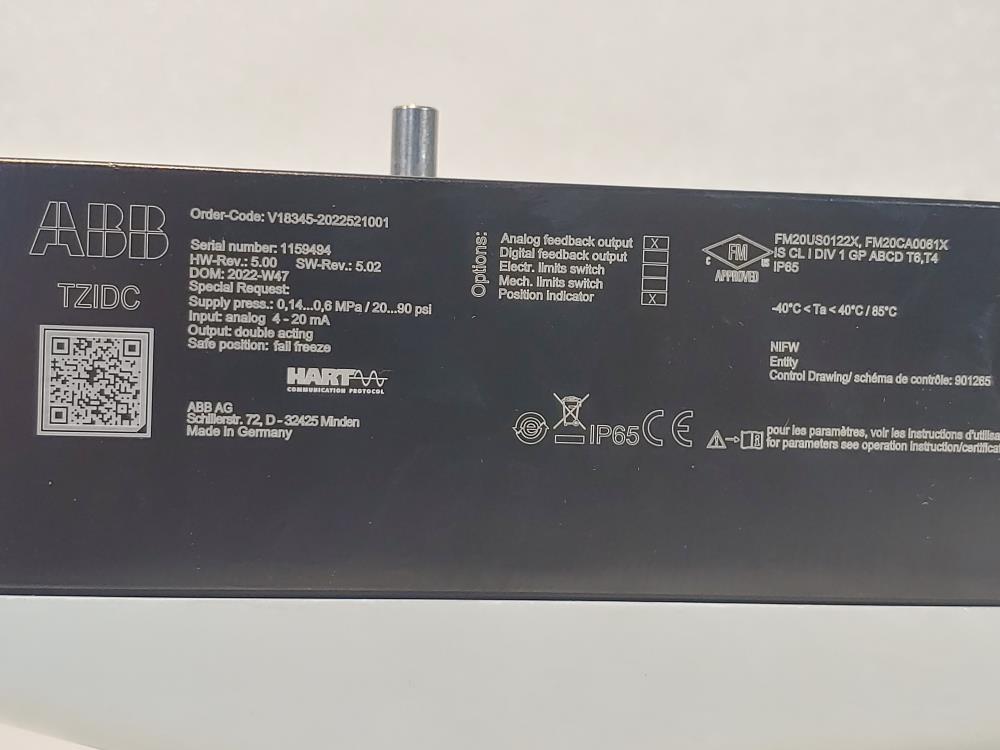 ABB
TZIDC
Order-Code: V18345-2022521001
Serial number: 1159494
HW-Rev.: 5.00 SW-Rev.: 5.02
DOM: 2022-W47
Special Request:
Supply press.: 0,14...0,6 MPa / 20...90 psi
Input: analog 4 - 20 mA
Output: double acting
Safe position: fail freeze
HART
COMMUNICATION PROTOCOL
ABB AG
Schillerstr. 72, D - 32425 Minden
Made in Germany
Options:
Analog feedback output X
Digital feedback output
Electr. limits switch
Mech. limits switch
Position indicator X
IP65 CE
C FM US
APPROVED
FM20US0122X, FM20CA0061X
IS CL I DIV 1 GP ABCD T6,T4
IP65
-40°C < Ta < 40°C / 85°C
NIFW
Entity
Control Drawing/ schéma de contrôle: 901265
pour les paramètres, voir les instructions
for parameters see operation